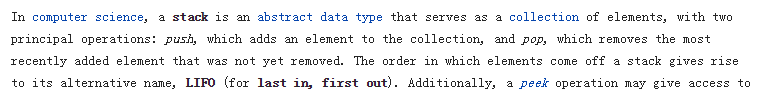 In computer science, a stack is an abstract data type that serves as a collection of elements, with two
principal operations: push, which adds an element to the collection, and pop, which removes the most
recently added element that was not yet removed. The order in which elements come off a stack gives rise
to its alternative name, LIFO (for last in, first out). Additionally, a peek operation may give access to